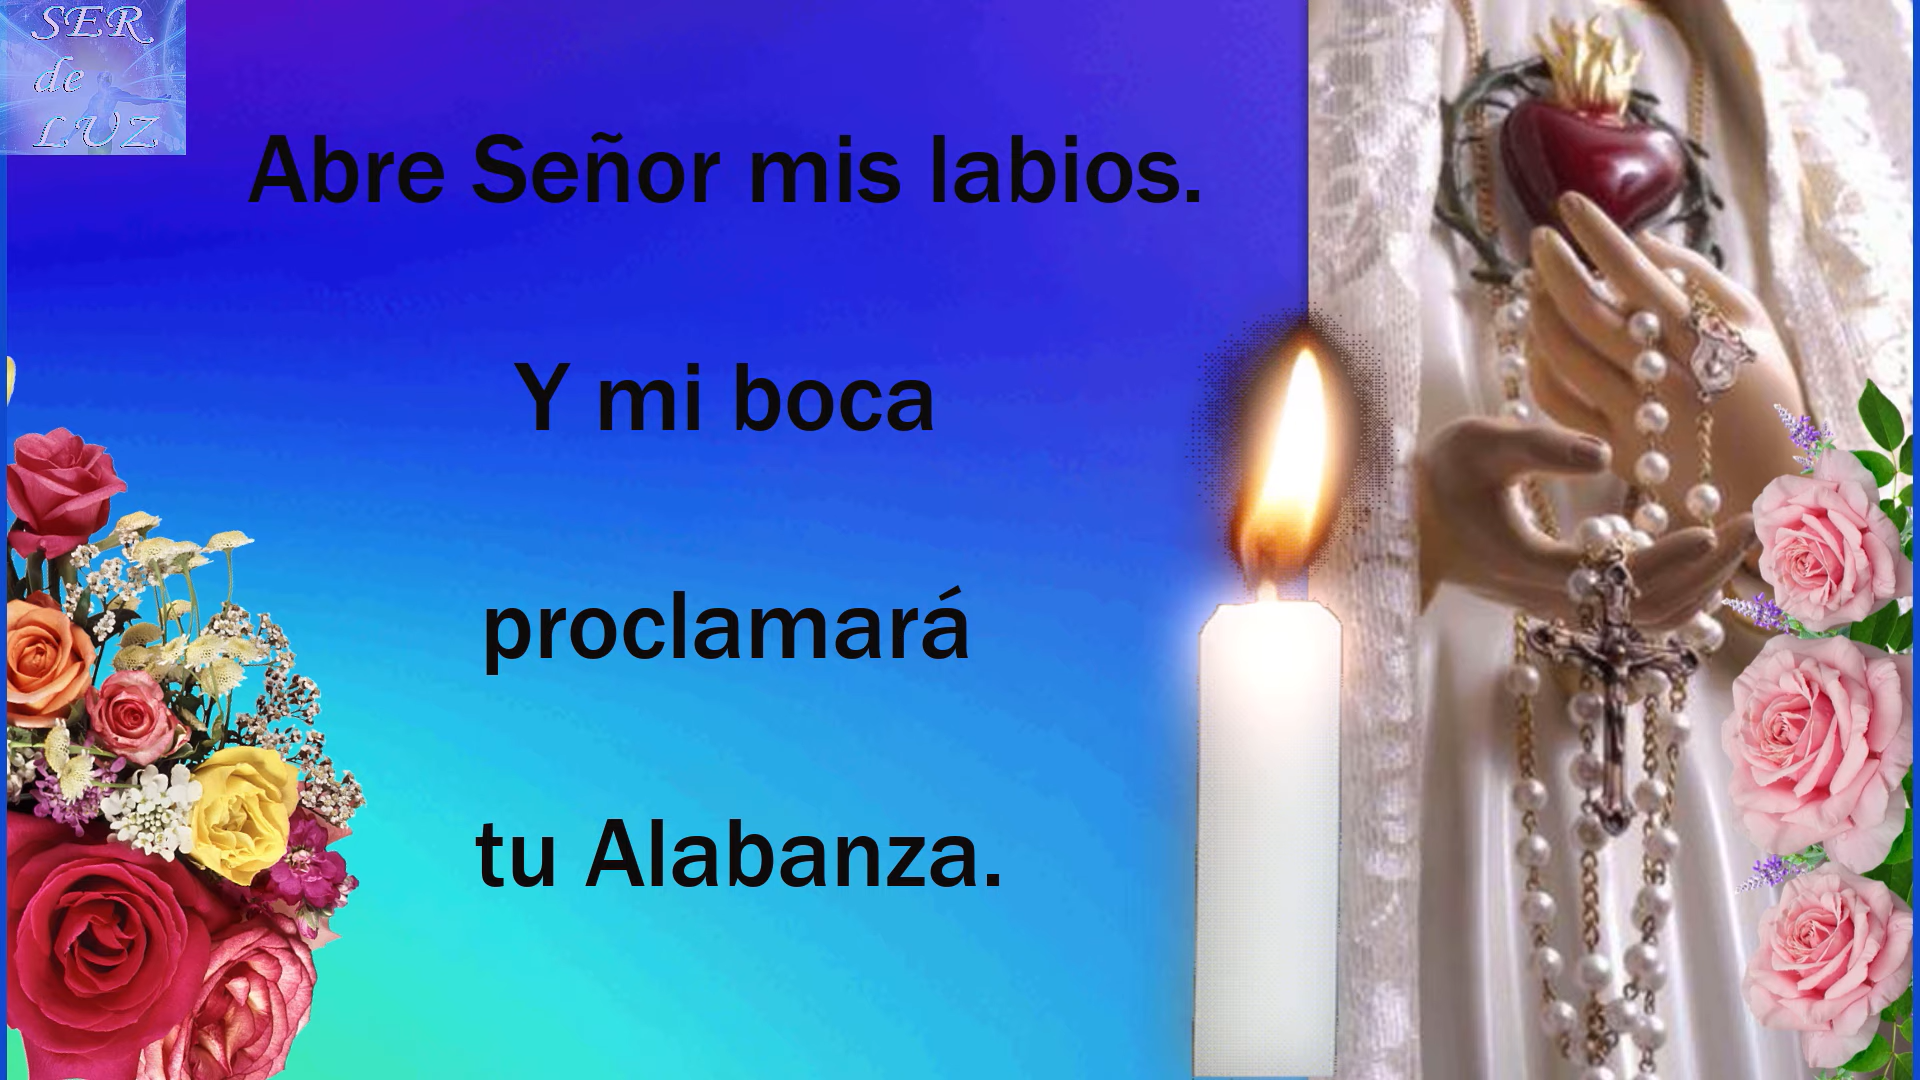 SER
de
LUZ
Abre Señor mis labios.
Y mi boca
proclamará
tu Alabanza.